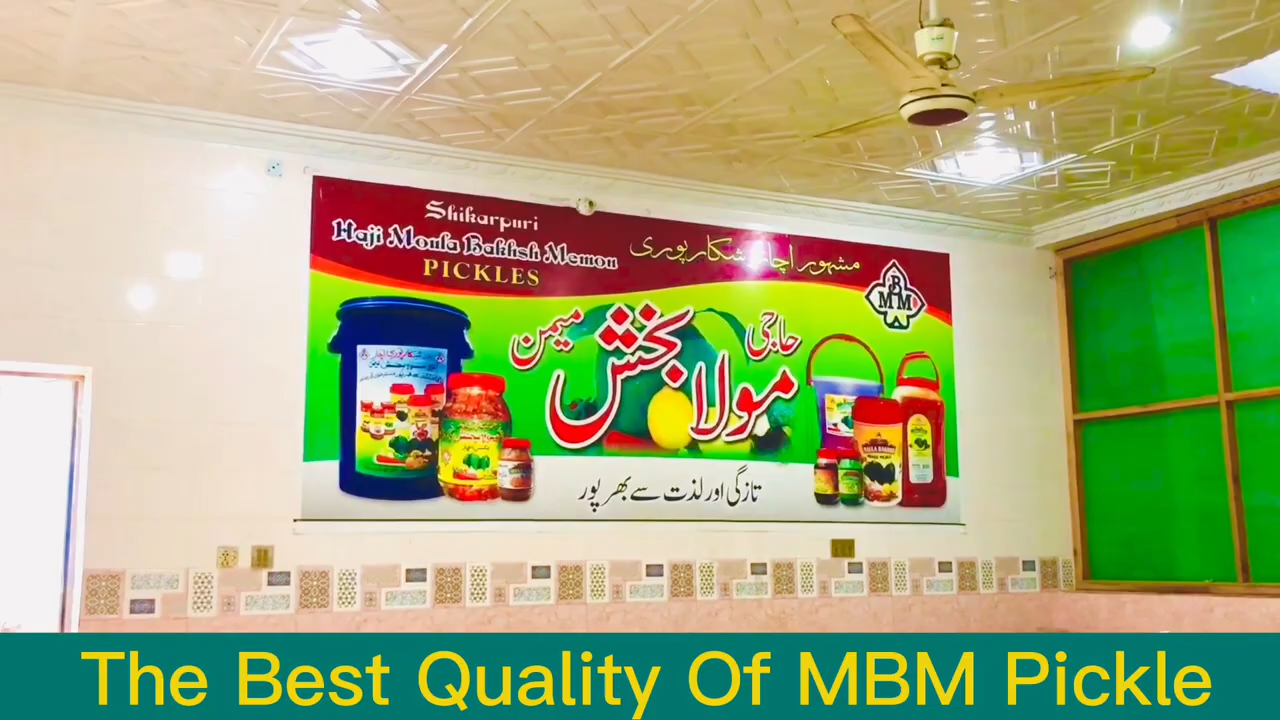 Shikarpuri
Haji Moula Bakhsh Memon
PICKLES
مشہور اچار شکارپوری
B
MM
حاجی
مولا بخش
میمن
تازگی اور لذت سے بھرپور
The Best Quality Of MBM Pickle